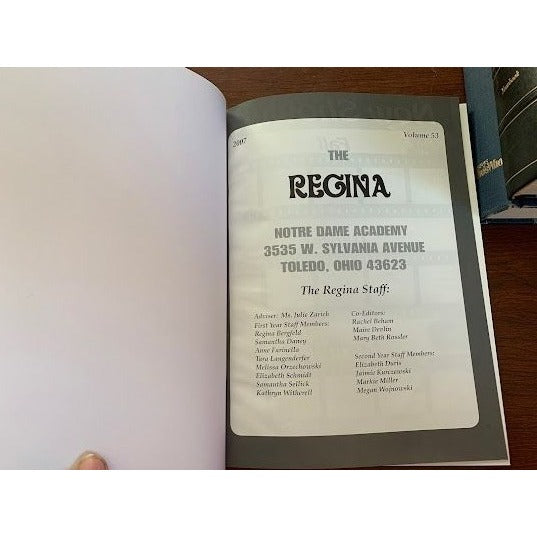 2007 Volume 53
THE
REGINA
NOTRE DAME ACADEMY
3535 W. SYLVANIA AVENUE
TOLEDO, OHIO 43623
The Regina Staff:
Adviser: Ms. Julie Zarick
First Year Staff Members:
Regina Bergfeld
Samantha Daney
Anne Farinella
Tara Langenderfer
Melissa Orzechowski
Elizabeth Schmidt
Samantha Sellick
Kathryn Witherell
Co-Editors:
Rachel Beham
Maire Devlin
Mary Beth Rossler
Second Year Staff Members:
Elizabeth Duris
Jaimie Kurczewski
Markie Miller
Megan Wojnowski